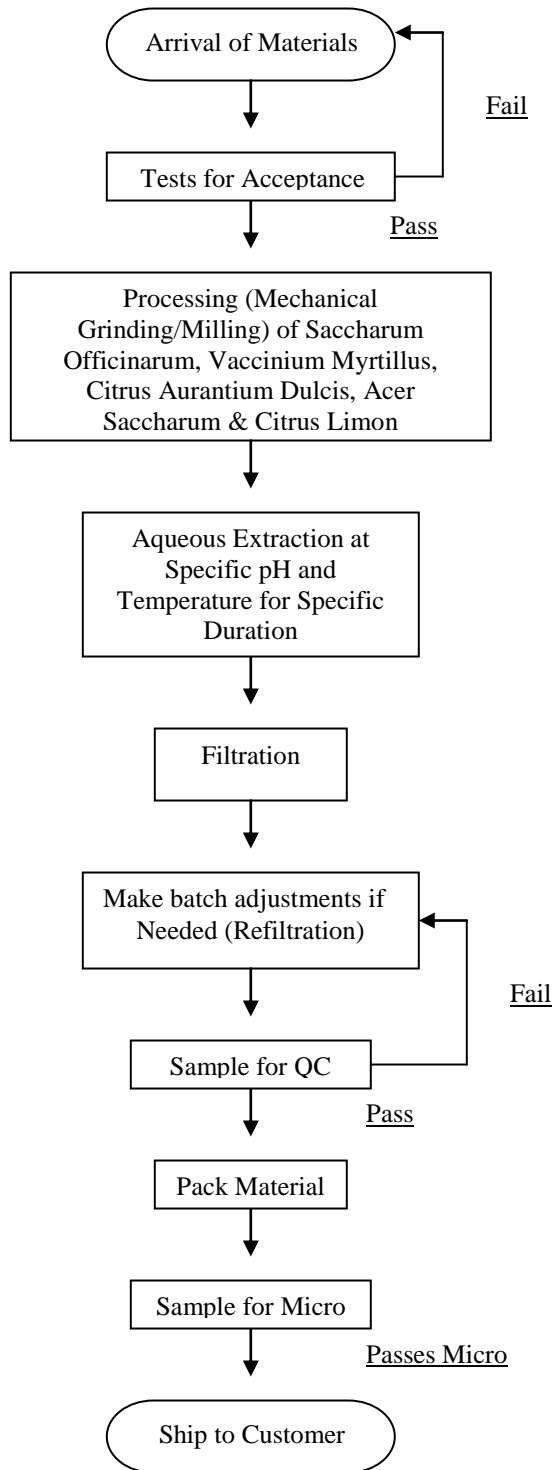 Arrival of Materials
Fail
Tests for Acceptance
Pass
Processing (Mechanical
Grinding/Milling) of Saccharum
Officinarum, Vaccinium Myrtillus,
Citrus Aurantium Dulcis, Acer
Saccharum & Citrus Limon
Aqueous Extraction at
Specific pH and
Temperature for Specific
Duration
Filtration
Make batch adjustments if
Needed (Refiltration)
Fail
Sample for QC
Pass
Pack Material
Sample for Micro
Passes Micro
Ship to Customer